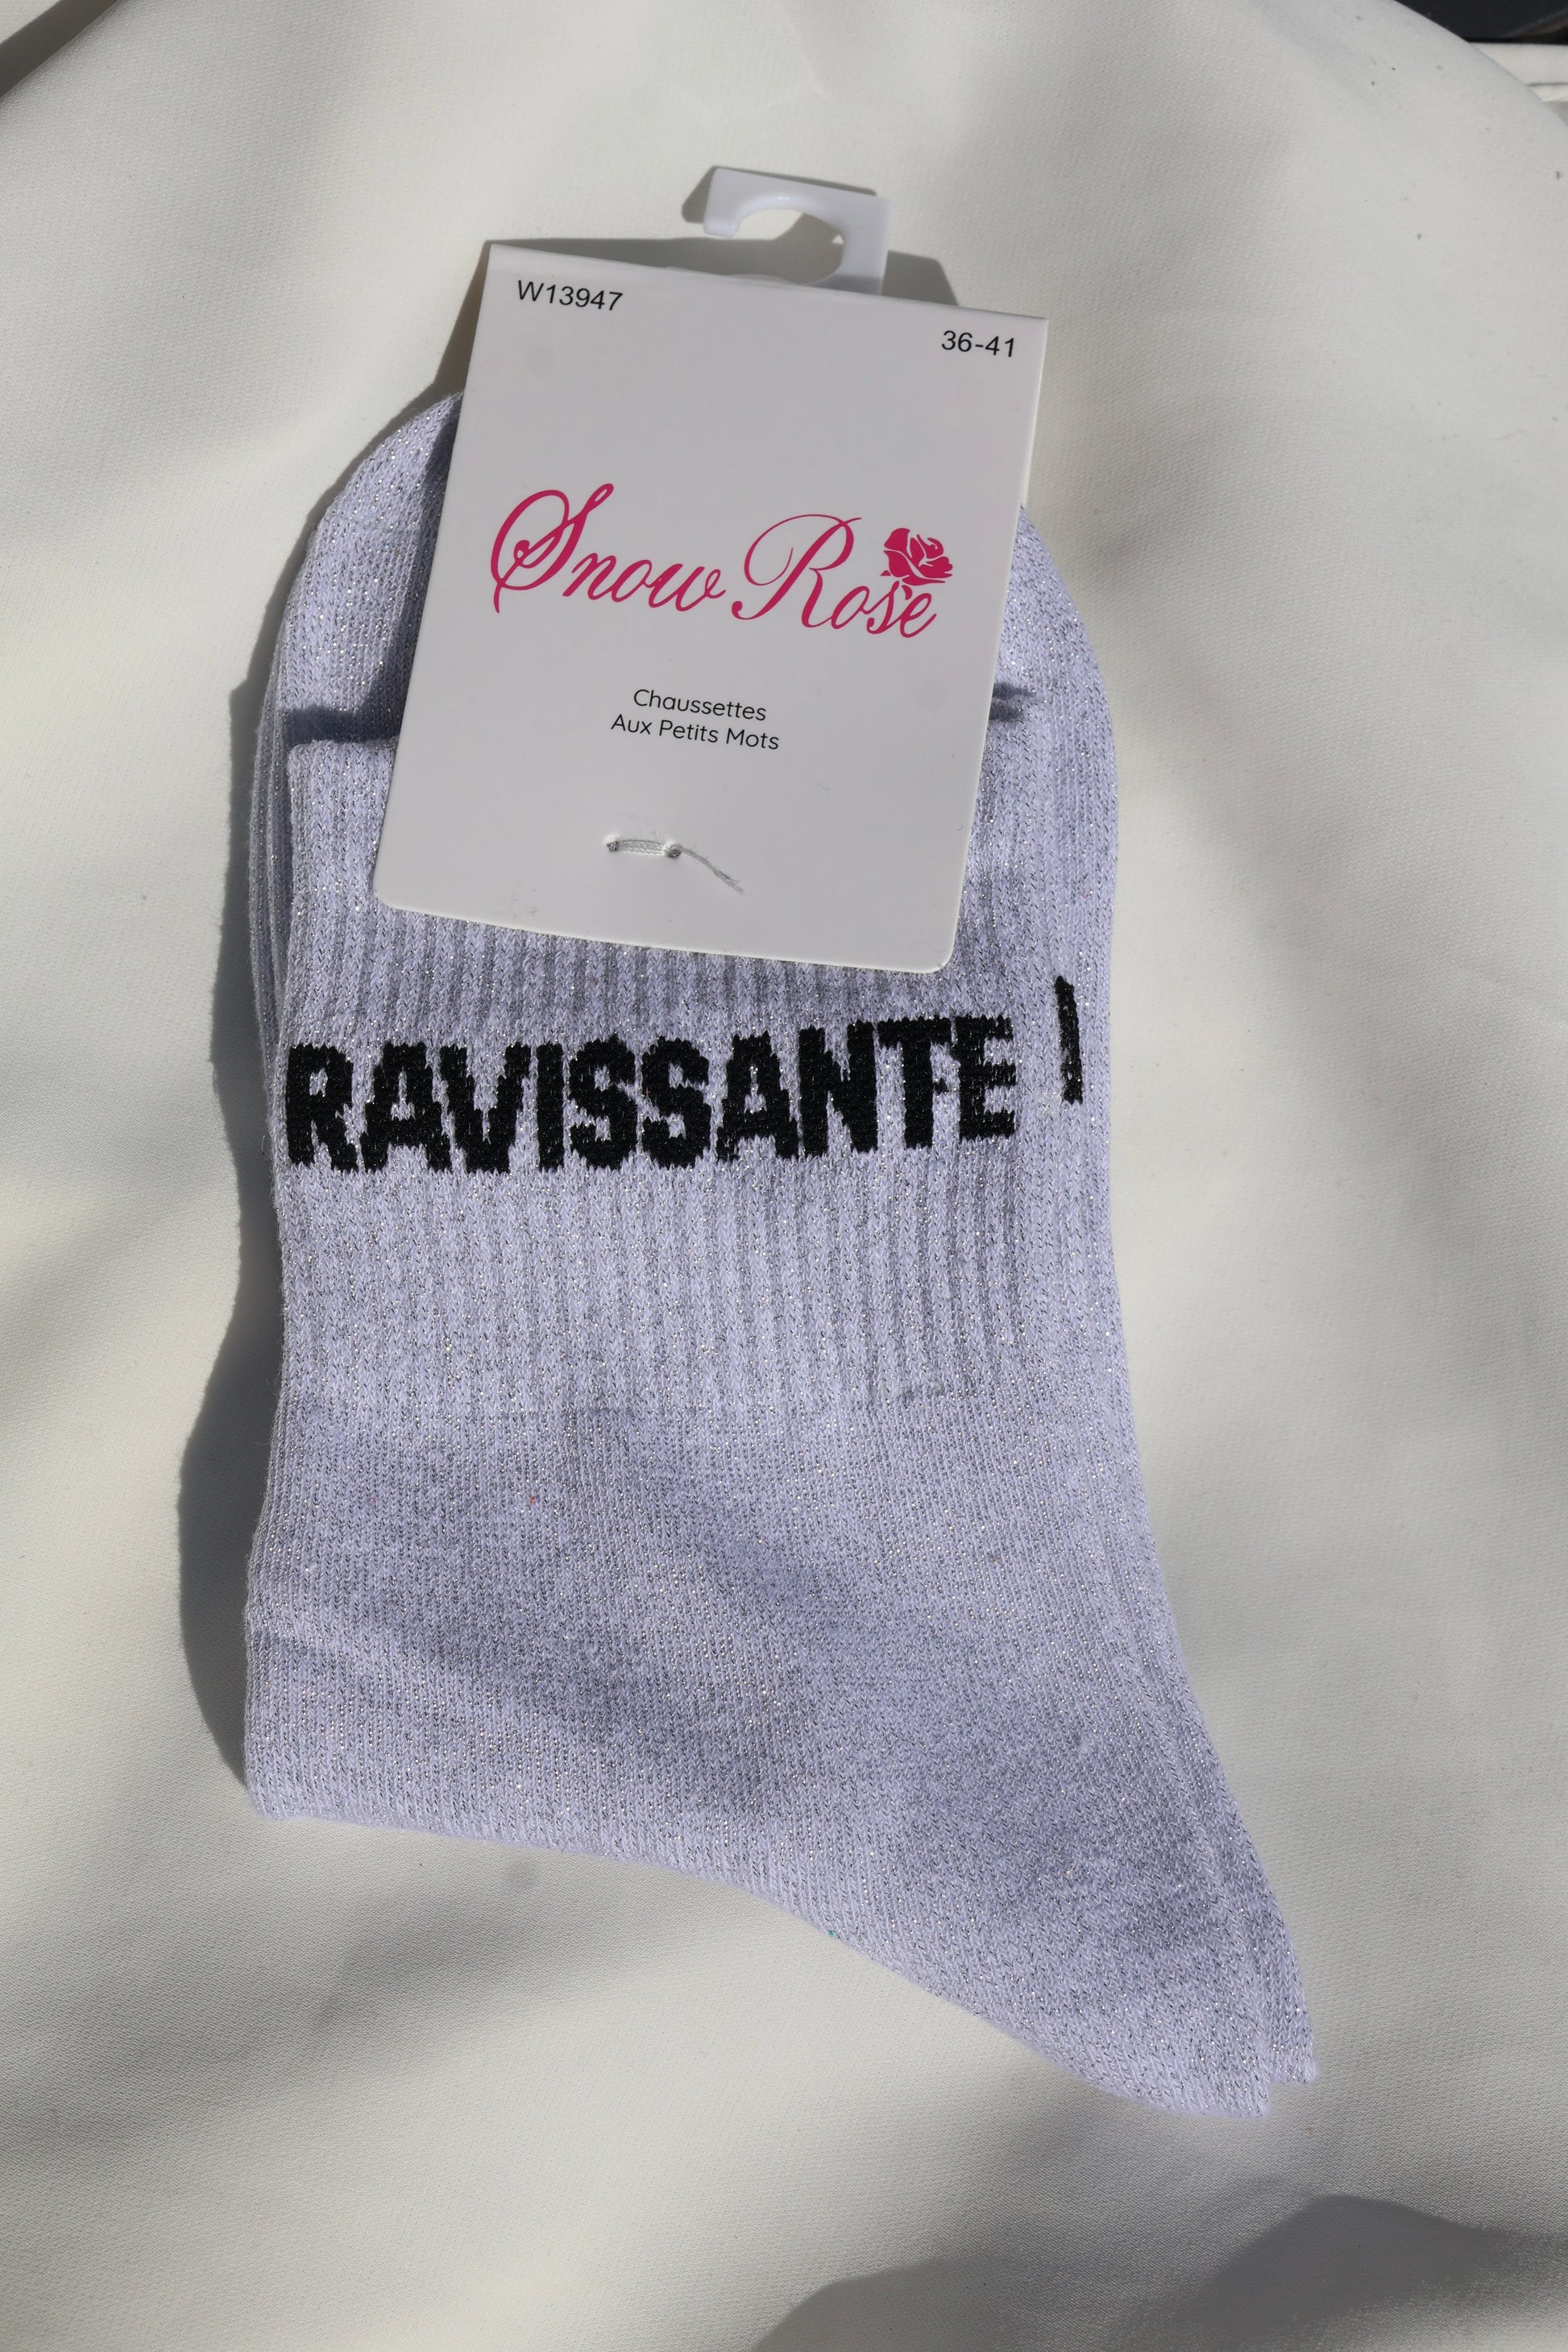 W13947
36-41
Snow Rose
Chaussettes
Aux Petits Mots
RAVISSANTE